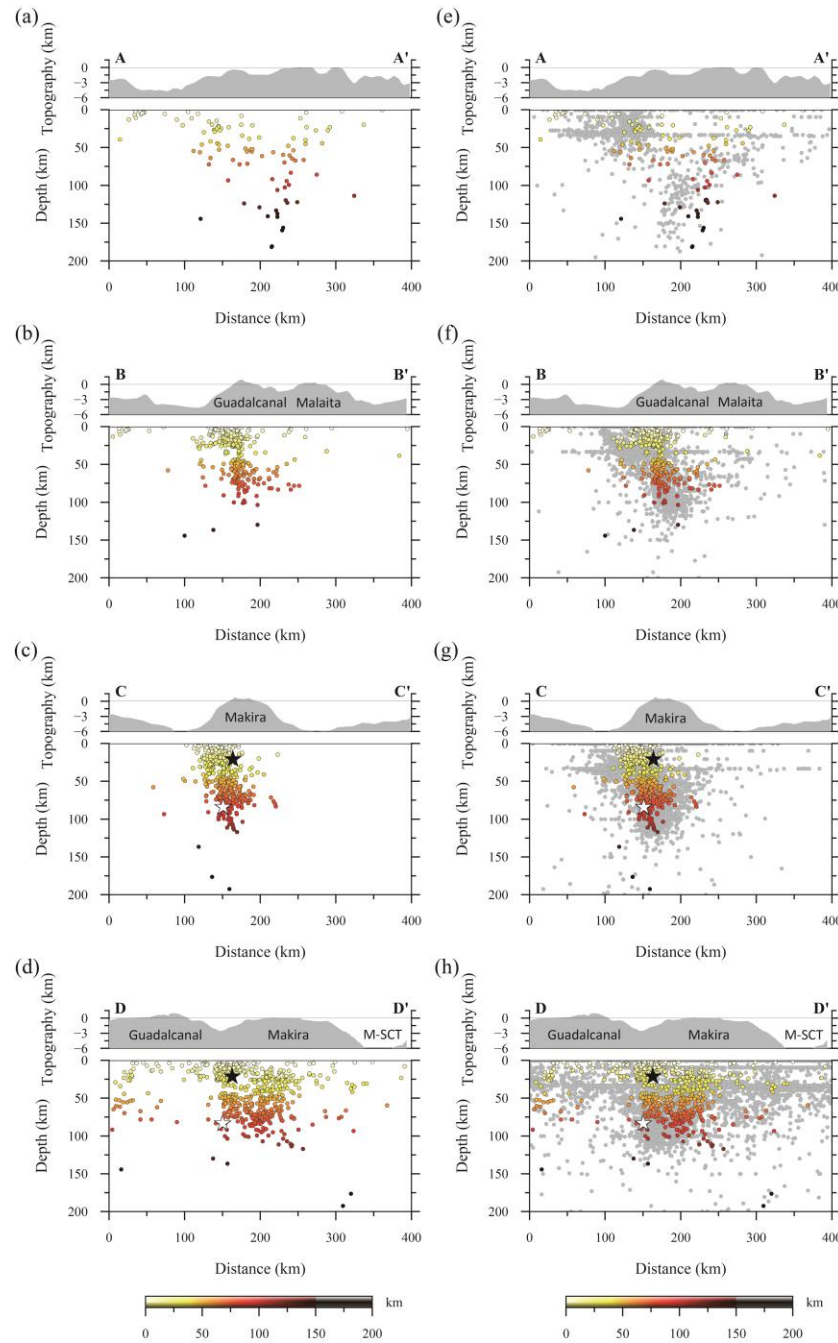 (a)
A A'
Topography (km)
0
−3
−6
Depth (km)
0
50
100
150
200
0 100 200 300 400
Distance (km)
(e)
A A'
Topography (km)
0
−3
−6
Depth (km)
0
50
100
150
200
0 100 200 300 400
Distance (km)
(b)
B B'
Topography (km)
0
−3
−6
Guadalcanal Malaita
Depth (km)
0
50
100
150
200
0 100 200 300 400
Distance (km)
(f)
B B'
Topography (km)
0
−3
−6
Guadalcanal Malaita
Depth (km)
0
50
100
150
200
0 100 200 300 400
Distance (km)
(c)
C C'
Topography (km)
0
−3
−6
Makira
Depth (km)
0
50
100
150
200
0 100 200 300 400
Distance (km)
(g)
C C'
Topography (km)
0
−3
−6
Makira
Depth (km)
0
50
100
150
200
0 100 200 300 400
Distance (km)
(d)
D D'
Topography (km)
0
−3
−6
Guadalcanal Makira M-SCT
Depth (km)
0
50
100
150
200
0 100 200 300 400
Distance (km)
(h)
D D'
Topography (km)
0
−3
−6
Guadalcanal Makira M-SCT
Depth (km)
0
50
100
150
200
0 100 200 300 400
Distance (km)
km
0 50 100 150 200
km
0 50 100 150 200